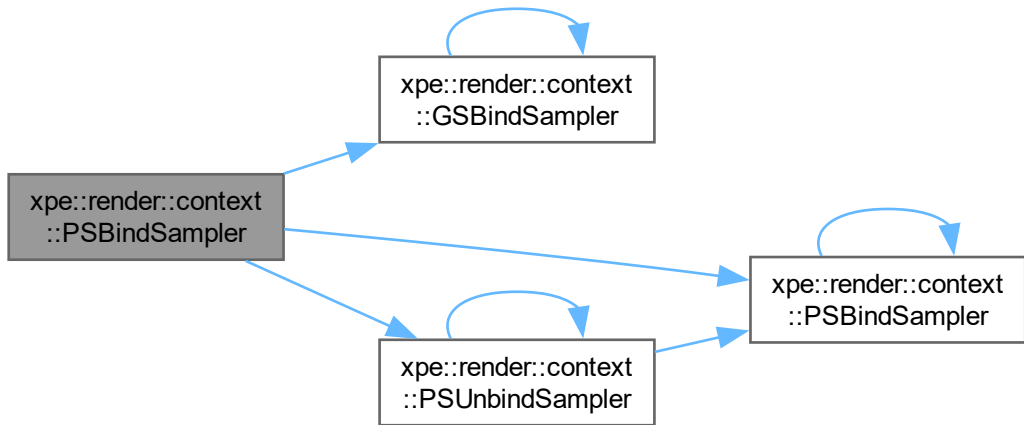 xpe::render::context
::GSBindSampler
xpe::render::context
::PSBindSampler
xpe::render::context
::PSBindSampler
xpe::render::context
::PSUnbindSampler